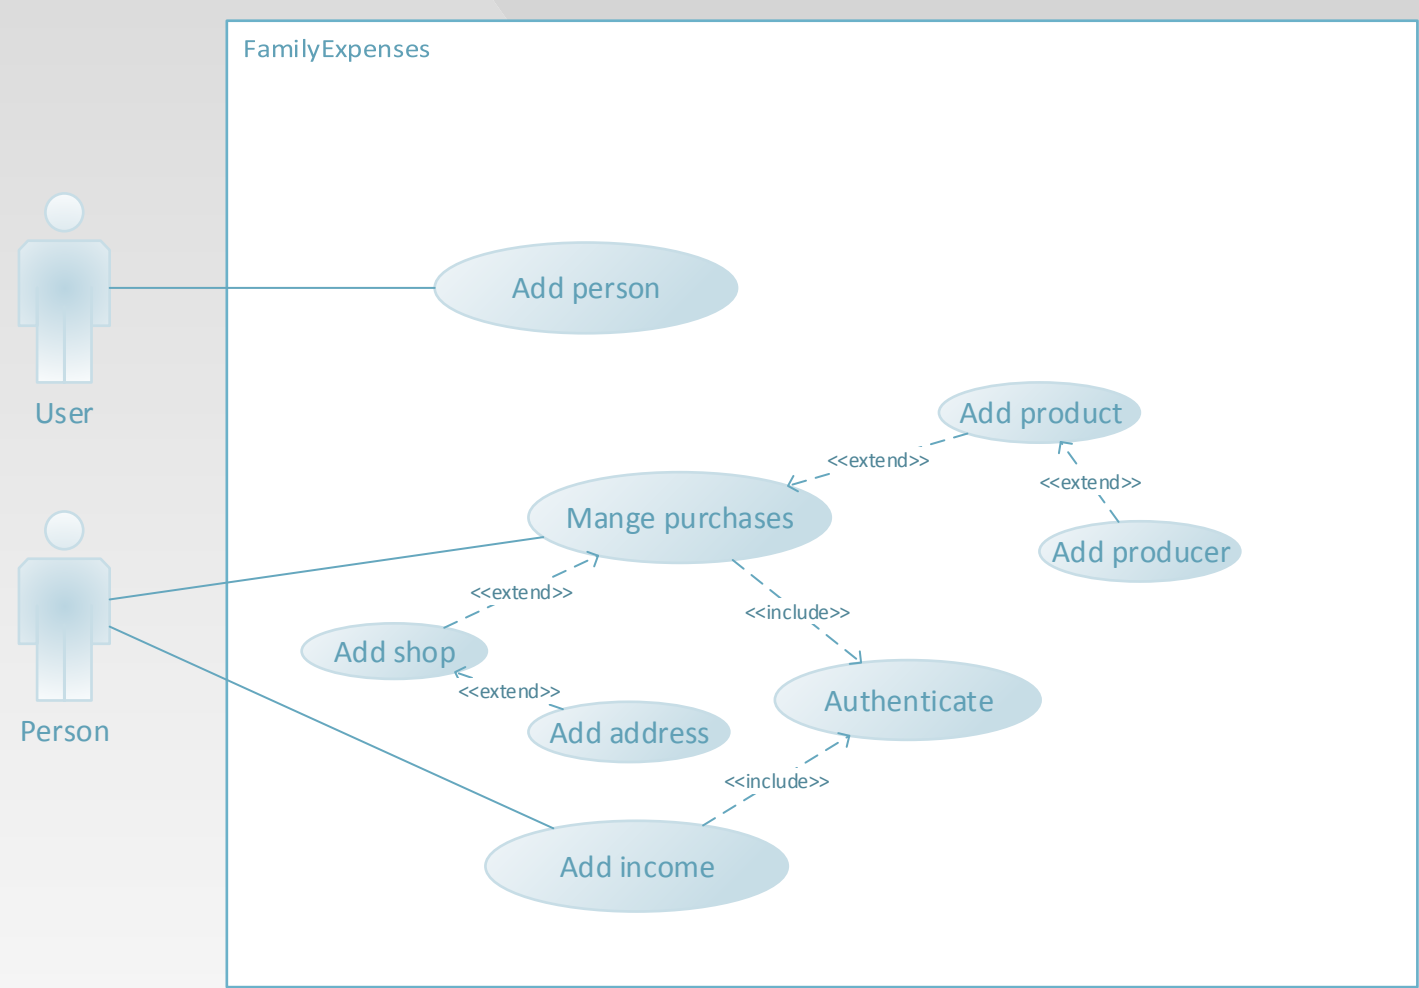 FamilyExpenses
Add person
User
Add product
<<extend>>
<<extend>>
Mange purchases
Add producer
<<extend>>
<<include>>
Add shop
<<extend>>
Authenticate
Person
Add address
<<include>>
Add income